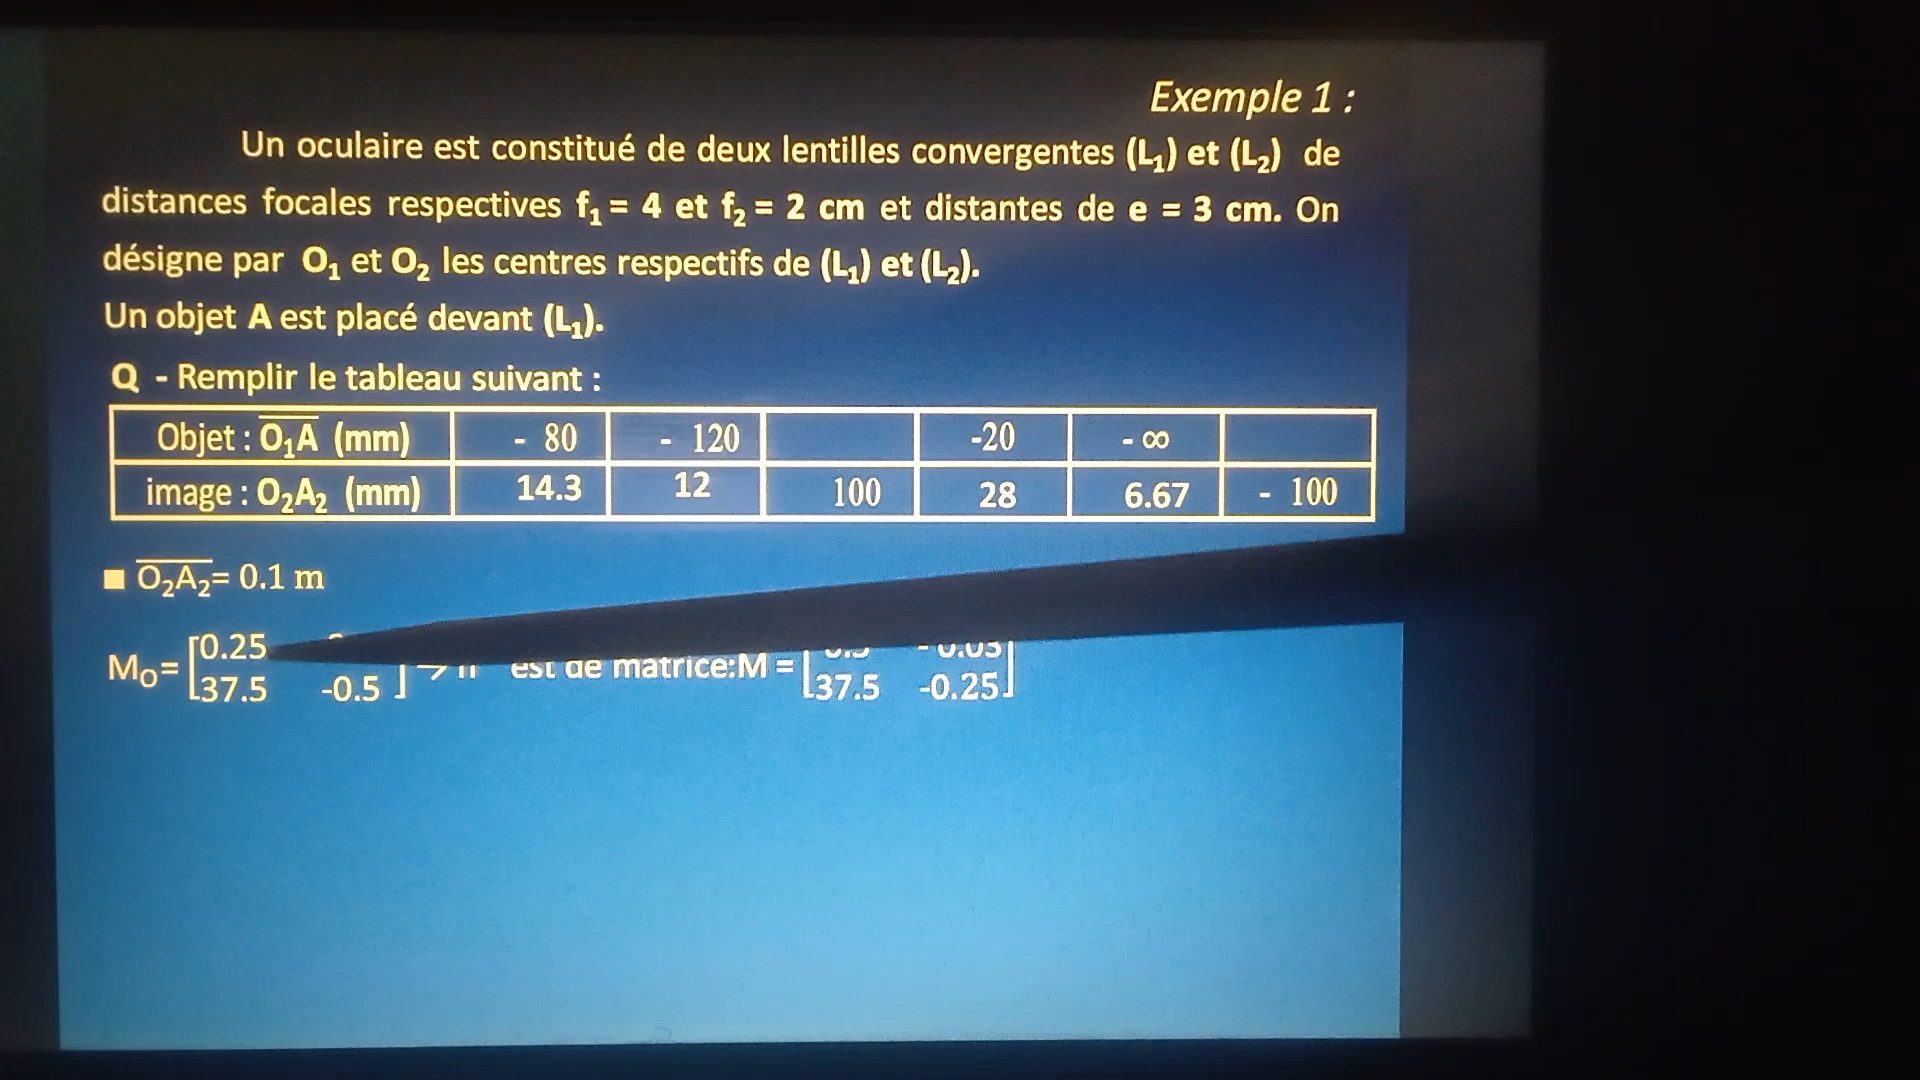 Exemple 1 :
Un oculaire est constitué de deux lentilles convergentes (L₁) et (L₂) de
distances focales respectives f₁ = 4 et f₂ = 2 cm et distantes de e = 3 cm. On
désigne par O₁ et O₂ les centres respectifs de (L₁) et (L₂).
Un objet A est placé devant (L₁).
Q - Remplir le tableau suivant :
Objet : O̅₁̅A̅ (mm) - 80 - 120 -20 - ∞
image : O₂A₂ (mm) 14.3 12 100 28 6.67 - 100
■ O̅₂̅A̅₂̅= 0.1 m
M₀= [0.25
37.5 -0.5] est de matrice:M = [
37.5 -0.25]